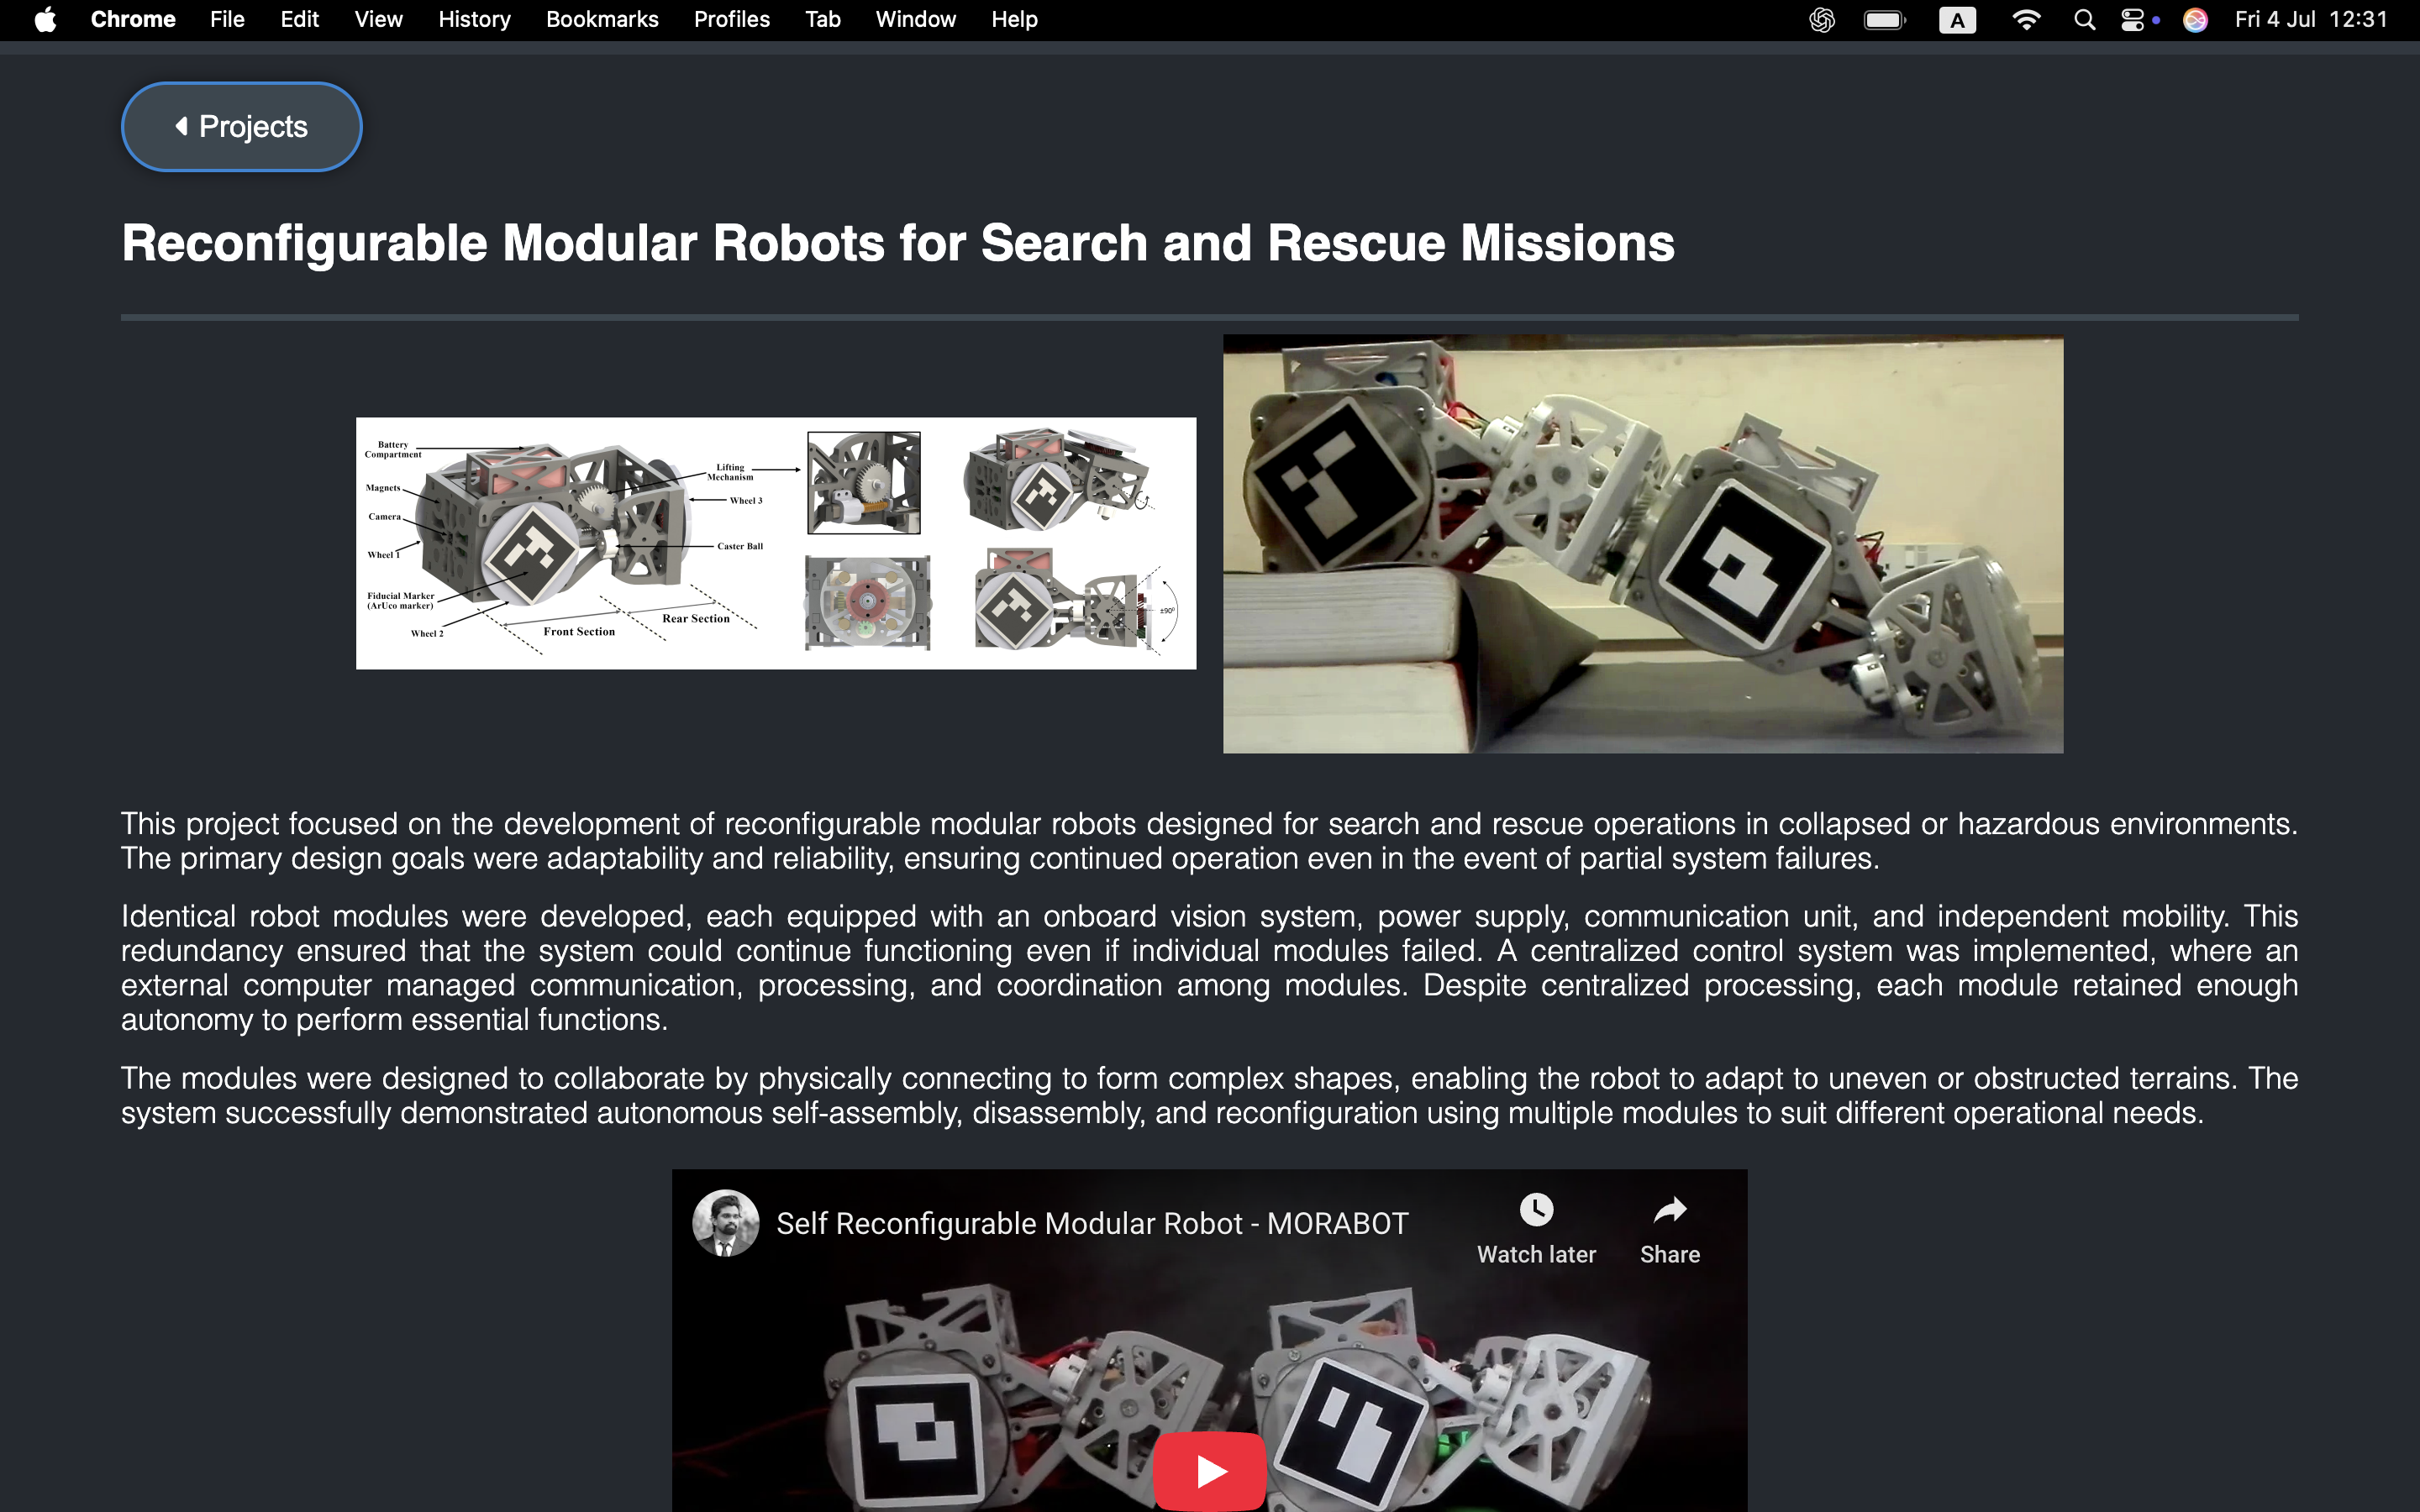 Chrome File Edit View History Bookmarks Profiles Tab Window Help A Fri 4 Jul 12:31
Projects
Reconfigurable Modular Robots for Search and Rescue Missions
Battery
Compartment
Magnets
Camera
Wheel 1
Fiducial Marker
(ArUco marker)
Wheel 2
Front Section
Rear Section
Lifting
Mechanism
Wheel 3
Caster Ball
±90°
This project focused on the development of reconfigurable modular robots designed for search and rescue operations in collapsed or hazardous environments.
The primary design goals were adaptability and reliability, ensuring continued operation even in the event of partial system failures.
Identical robot modules were developed, each equipped with an onboard vision system, power supply, communication unit, and independent mobility. This
redundancy ensured that the system could continue functioning even if individual modules failed. A centralized control system was implemented, where an
external computer managed communication, processing, and coordination among modules. Despite centralized processing, each module retained enough
autonomy to perform essential functions.
The modules were designed to collaborate by physically connecting to form complex shapes, enabling the robot to adapt to uneven or obstructed terrains. The
system successfully demonstrated autonomous self-assembly, disassembly, and reconfiguration using multiple modules to suit different operational needs.
Self Reconfigurable Modular Robot - MORABOT
Watch later
Share